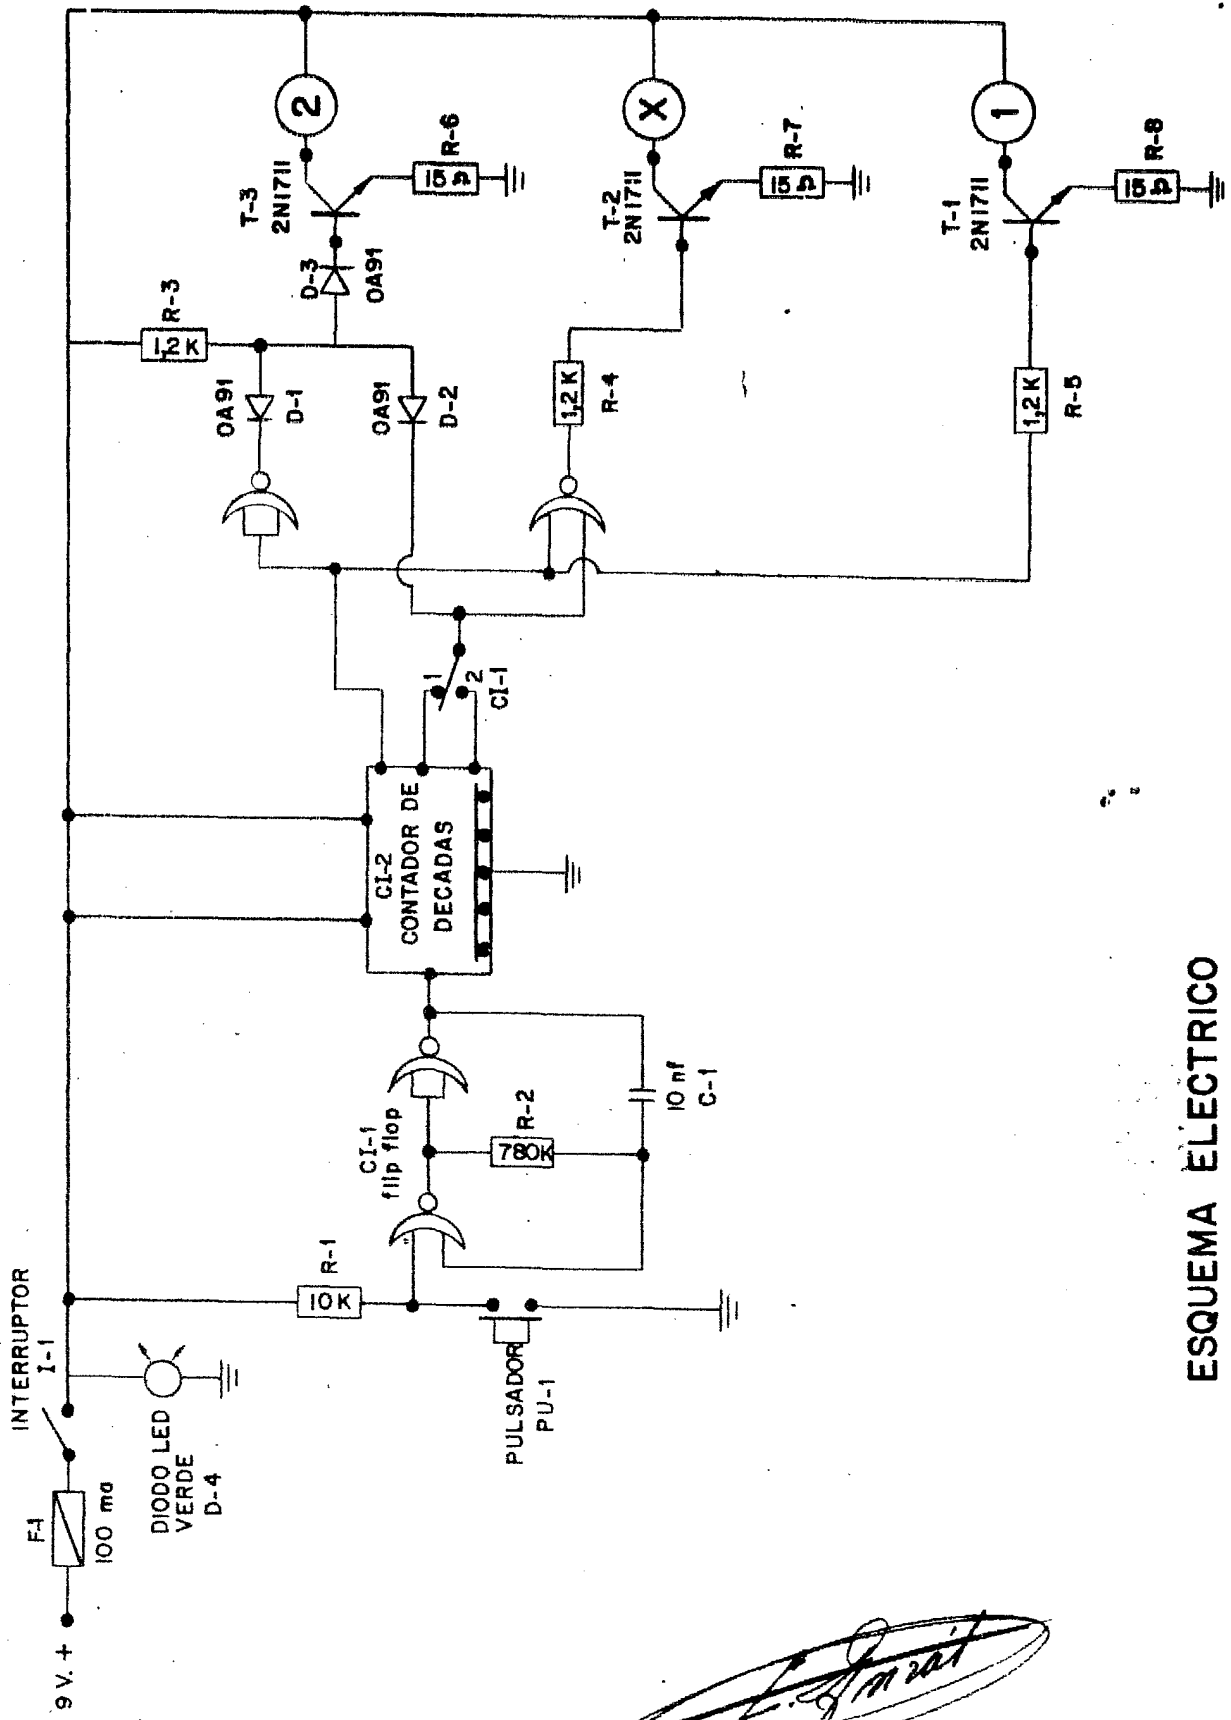 9 V. +
F-1
100 ma
INTERRUPTOR
I-1
DIODO LED
VERDE
D-4
R-1
10K
PULSADOR
PU-1
CI-1
flip flop
R-2
780K
10 nf
C-1
CI-2
CONTADOR DE
DECADAS
1
2
CI-1
R-3
1,2 K
OA91
D-1
OA91
D-2
D-3
OA91
T-3
2N1711
2
R-6
15 Ω
1,2 K
R-4
T-2
2N1711
X
R-7
15 Ω
1,2 K
R-5
T-1
2N1711
1
R-8
15 Ω
ESQUEMA ELECTRICO